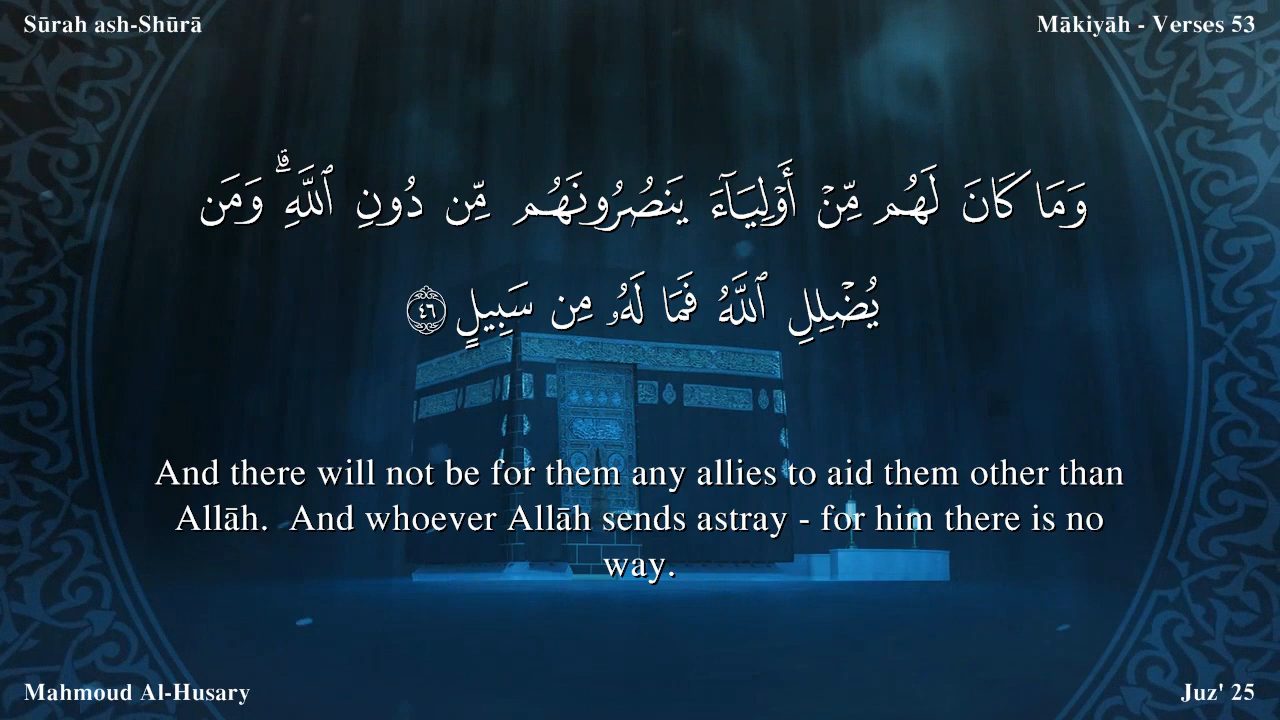 Sūrah ash-Shūrā
Mākiyāh - Verses 53
وَمَا كَانَ لَهُم مِّنْ أَوْلِيَآءَ يَنصُرُونَهُم مِّن دُونِ ٱللَّهِ ۗ وَمَن
يُضْلِلِ ٱللَّهُ فَمَا لَهُۥ مِن سَبِيلٍ ٤٦
And there will not be for them any allies to aid them other than
Allāh.  And whoever Allāh sends astray - for him there is no
way.
Mahmoud Al-Husary
Juz' 25